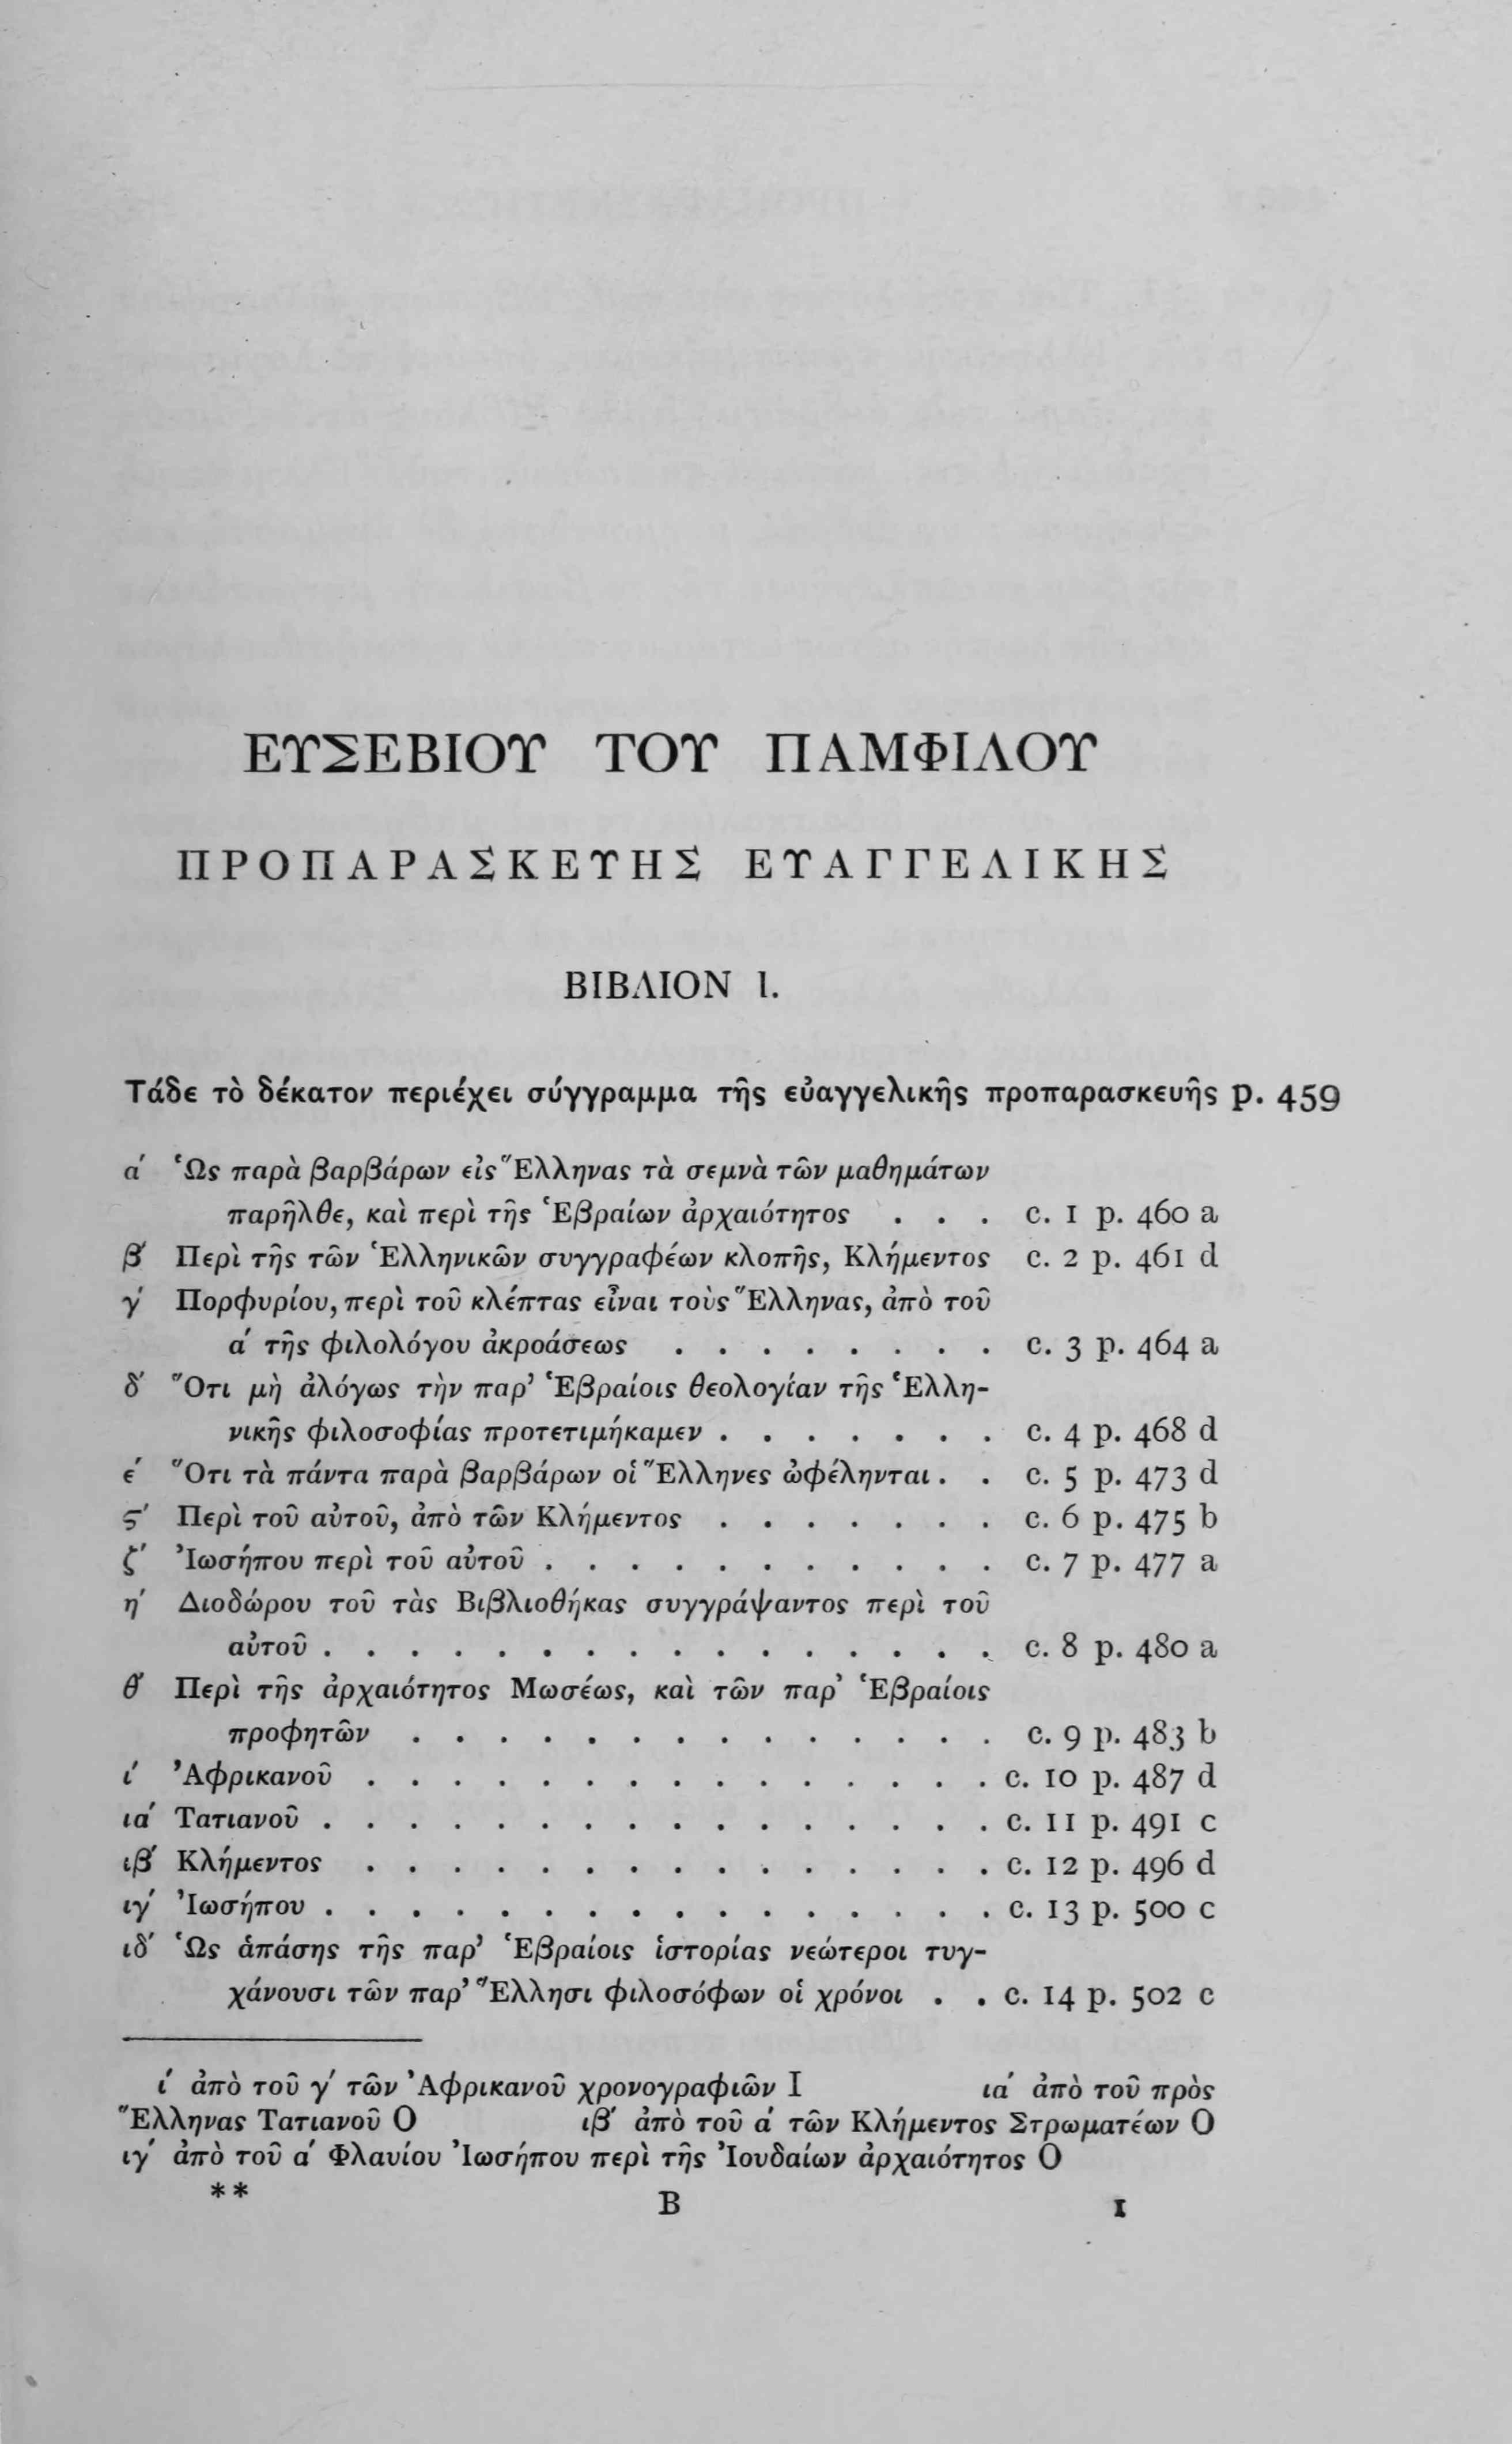 ΕΥΣΕΒΙΟΥ ΤΟΥ ΠΑΜΦΙΛΟΥ
ΠΡΟΠΑΡΑΣΚΕΥΗΣ ΕΥΑΓΓΕΛΙΚΗΣ
ΒΙΒΛΙΟΝ Ι.
Τάδε τὸ δέκατον περιέχει σύγγραμμα τῆς εὐαγγελικῆς προπαρασκευῆς p. 459
α΄ Ὡς παρὰ βαρβάρων εἰς Ἕλληνας τὰ σεμνὰ τῶν μαθημάτων
παρῆλθε, καὶ περὶ τῆς Ἑβραίων ἀρχαιότητος . . . c. 1 p. 460 a
β΄ Περὶ τῆς τῶν Ἑλληνικῶν συγγραφέων κλοπῆς, Κλήμεντος c. 2 p. 461 d
γ΄ Πορφυρίου, περὶ τοῦ κλέπτας εἶναι τοὺς Ἕλληνας, ἀπὸ τοῦ
α΄ τῆς φιλολόγου ἀκροάσεως . . . . . . . . c. 3 p. 464 a
δ΄ Ὅτι μὴ ἀλόγως τὴν παρ’ Ἑβραίοις θεολογίαν τῆς Ἑλλη-
νικῆς φιλοσοφίας προτετιμήκαμεν . . . . . . . c. 4 p. 468 d
ε΄ Ὅτι τὰ πάντα παρὰ βαρβάρων οἱ Ἕλληνες ὠφέληνται . . c. 5 p. 473 d
ϛ΄ Περὶ τοῦ αὐτοῦ, ἀπὸ τῶν Κλήμεντος . . . . . . . c. 6 p. 475 b
ζ΄ Ἰωσήπου περὶ τοῦ αὐτοῦ . . . . . . . . . . . c. 7 p. 477 a
η΄ Διοδώρου τοῦ τὰς Βιβλιοθήκας συγγράψαντος περὶ τοῦ
αὐτοῦ . . . . . . . . . . . . . . . . c. 8 p. 480 a
θ΄ Περὶ τῆς ἀρχαιότητος Μωσέως, καὶ τῶν παρ’ Ἑβραίοις
προφητῶν . . . . . . . . . . . . . . c. 9 p. 483 b
ι΄ Ἀφρικανοῦ . . . . . . . . . . . . . . . c. 10 p. 487 d
ια΄ Τατιανοῦ . . . . . . . . . . . . . . . . c. 11 p. 491 c
ιβ΄ Κλήμεντος . . . . . . . . . . . . . . . c. 12 p. 496 d
ιγ΄ Ἰωσήπου . . . . . . . . . . . . . . . . c. 13 p. 500 c
ιδ΄ Ὡς ἁπάσης τῆς παρ’ Ἑβραίοις ἱστορίας νεώτεροι τυγ-
χάνουσι τῶν παρ’ Ἕλλησι φιλοσόφων οἱ χρόνοι . . c. 14 p. 502 c
ι΄ ἀπὸ τοῦ γ΄ τῶν Ἀφρικανοῦ χρονογραφιῶν I ια΄ ἀπὸ τοῦ πρὸς
Ἕλληνας Τατιανοῦ O ιβ΄ ἀπὸ τοῦ α΄ τῶν Κλήμεντος Στρωματέων O
ιγ΄ ἀπὸ τοῦ α΄ Φλαυίου Ἰωσήπου περὶ τῆς Ἰουδαίων ἀρχαιότητος O
** B 1